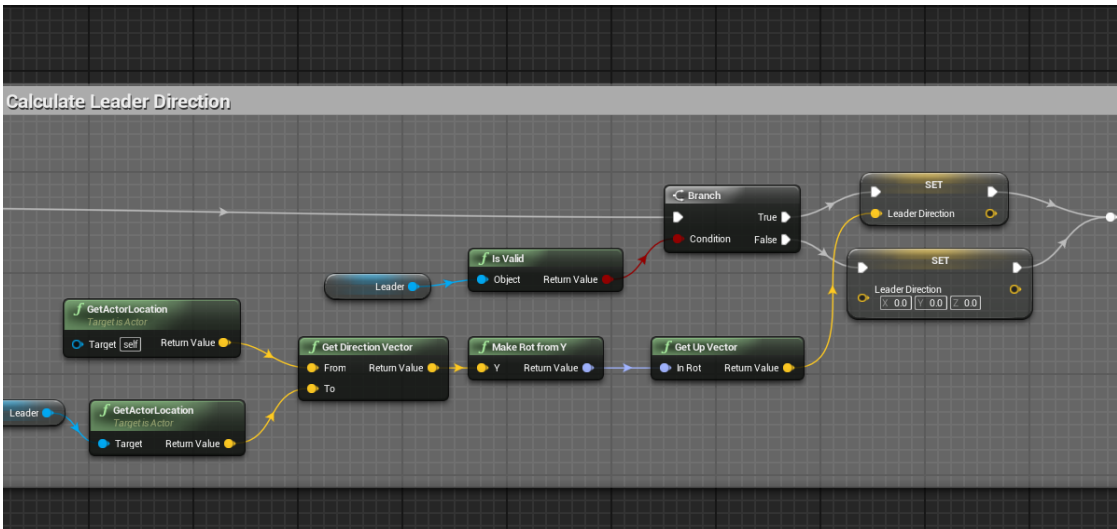 Calculate Leader Direction
SET
Leader Direction
Branch
True
Condition
False
SET
Leader Direction
X 0.0 Y 0.0 Z 0.0
Is Valid
Object
Return Value
Leader
GetActorLocation
Target is Actor
Target self
Return Value
Get Direction Vector
From
Return Value
To
Make Rot from Y
Y
Return Value
Get Up Vector
In Rot
Return Value
Leader
GetActorLocation
Target is Actor
Target
Return Value